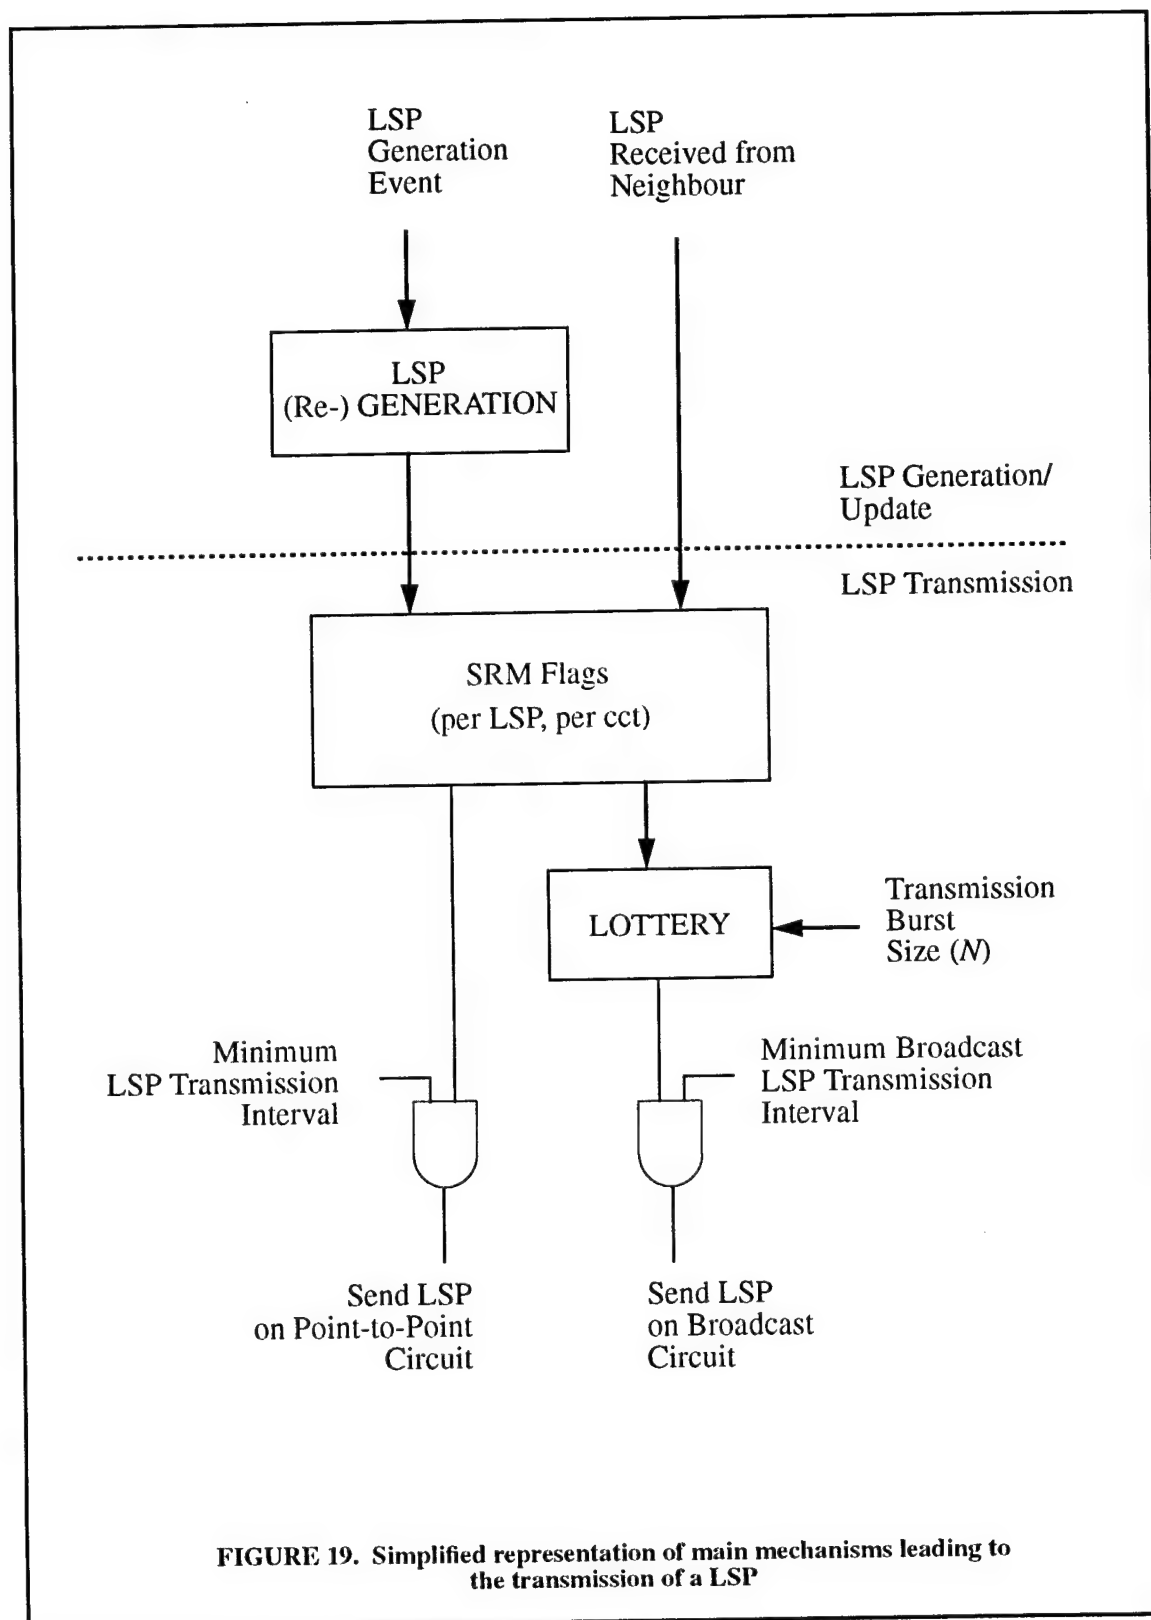 LSP
Generation
Event
LSP
Received from
Neighbour
LSP
(Re-) GENERATION
LSP Generation/
Update
LSP Transmission
SRM Flags
(per LSP, per cct)
LOTTERY
Transmission
Burst
Size (N)
Minimum
LSP Transmission
Interval
Minimum Broadcast
LSP Transmission
Interval
Send LSP
on Point-to-Point
Circuit
Send LSP
on Broadcast
Circuit
FIGURE 19. Simplified representation of main mechanisms leading to
the transmission of a LSP